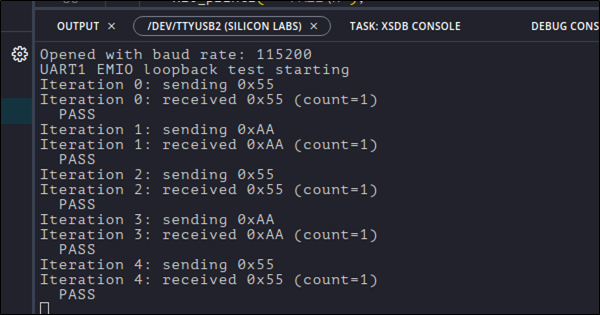 OUTPUT × /DEV/TTYUSB2 (SILICON LABS) × TASK: XSDB CONSOLE DEBUG CONS
Opened with baud rate: 115200
UART1 EMIO loopback test starting
Iteration 0: sending 0x55
Iteration 0: received 0x55 (count=1)
PASS
Iteration 1: sending 0xAA
Iteration 1: received 0xAA (count=1)
PASS
Iteration 2: sending 0x55
Iteration 2: received 0x55 (count=1)
PASS
Iteration 3: sending 0xAA
Iteration 3: received 0xAA (count=1)
PASS
Iteration 4: sending 0x55
Iteration 4: received 0x55 (count=1)
PASS